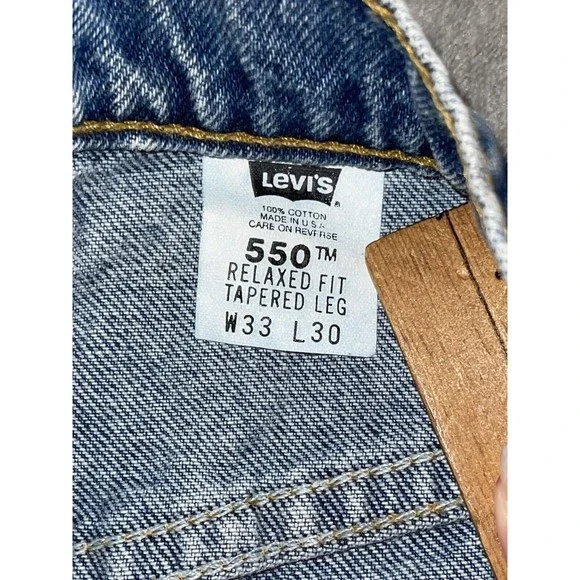 Levi's
100% COTTON
MADE IN U.S.A.
CARE ON REVERSE
550™
RELAXED FIT
TAPERED LEG
W33 L30